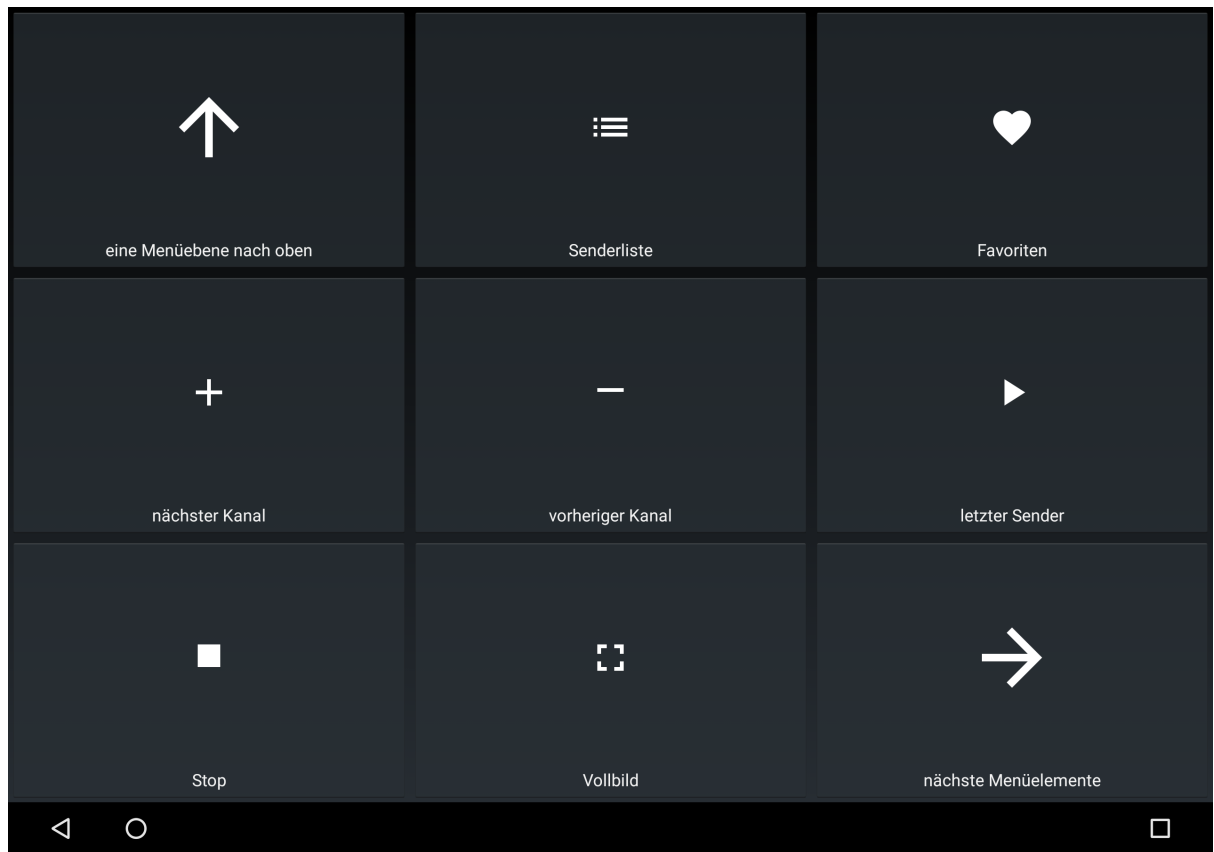 eine Menüebene nach oben
Senderliste
Favoriten
nächster Kanal
vorheriger Kanal
letzter Sender
Stop
Vollbild
nächste Menüelemente